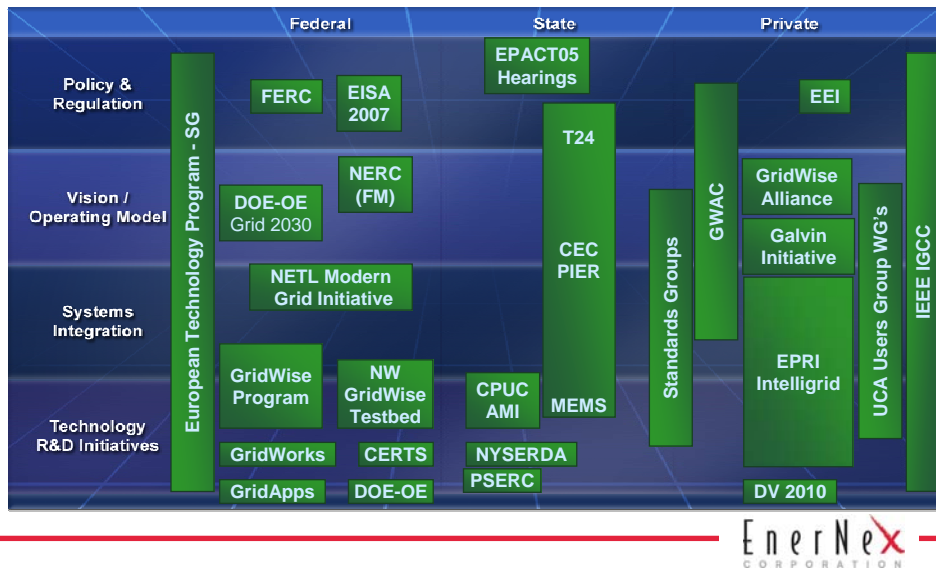 Federal
State
Private
Policy &
Regulation
Vision /
Operating Model
Systems
Integration
Technology
R&D Initiatives
European Technology Program - SG
FERC
EISA
2007
NERC
(FM)
DOE-OE
Grid 2030
NETL Modern
Grid Initiative
GridWise
Program
NW
GridWise
Testbed
GridWorks
CERTS
GridApps
DOE-OE
EPACT05
Hearings
T24
CEC
PIER
MEMS
CPUC
AMI
NYSERDA
PSERC
Standards Groups
GWAC
EEI
GridWise
Alliance
Galvin
Initiative
EPRI
Intelligrid
DV 2010
UCA Users Group WG's
IEEE IGCC
EnerNex
CORPORATION